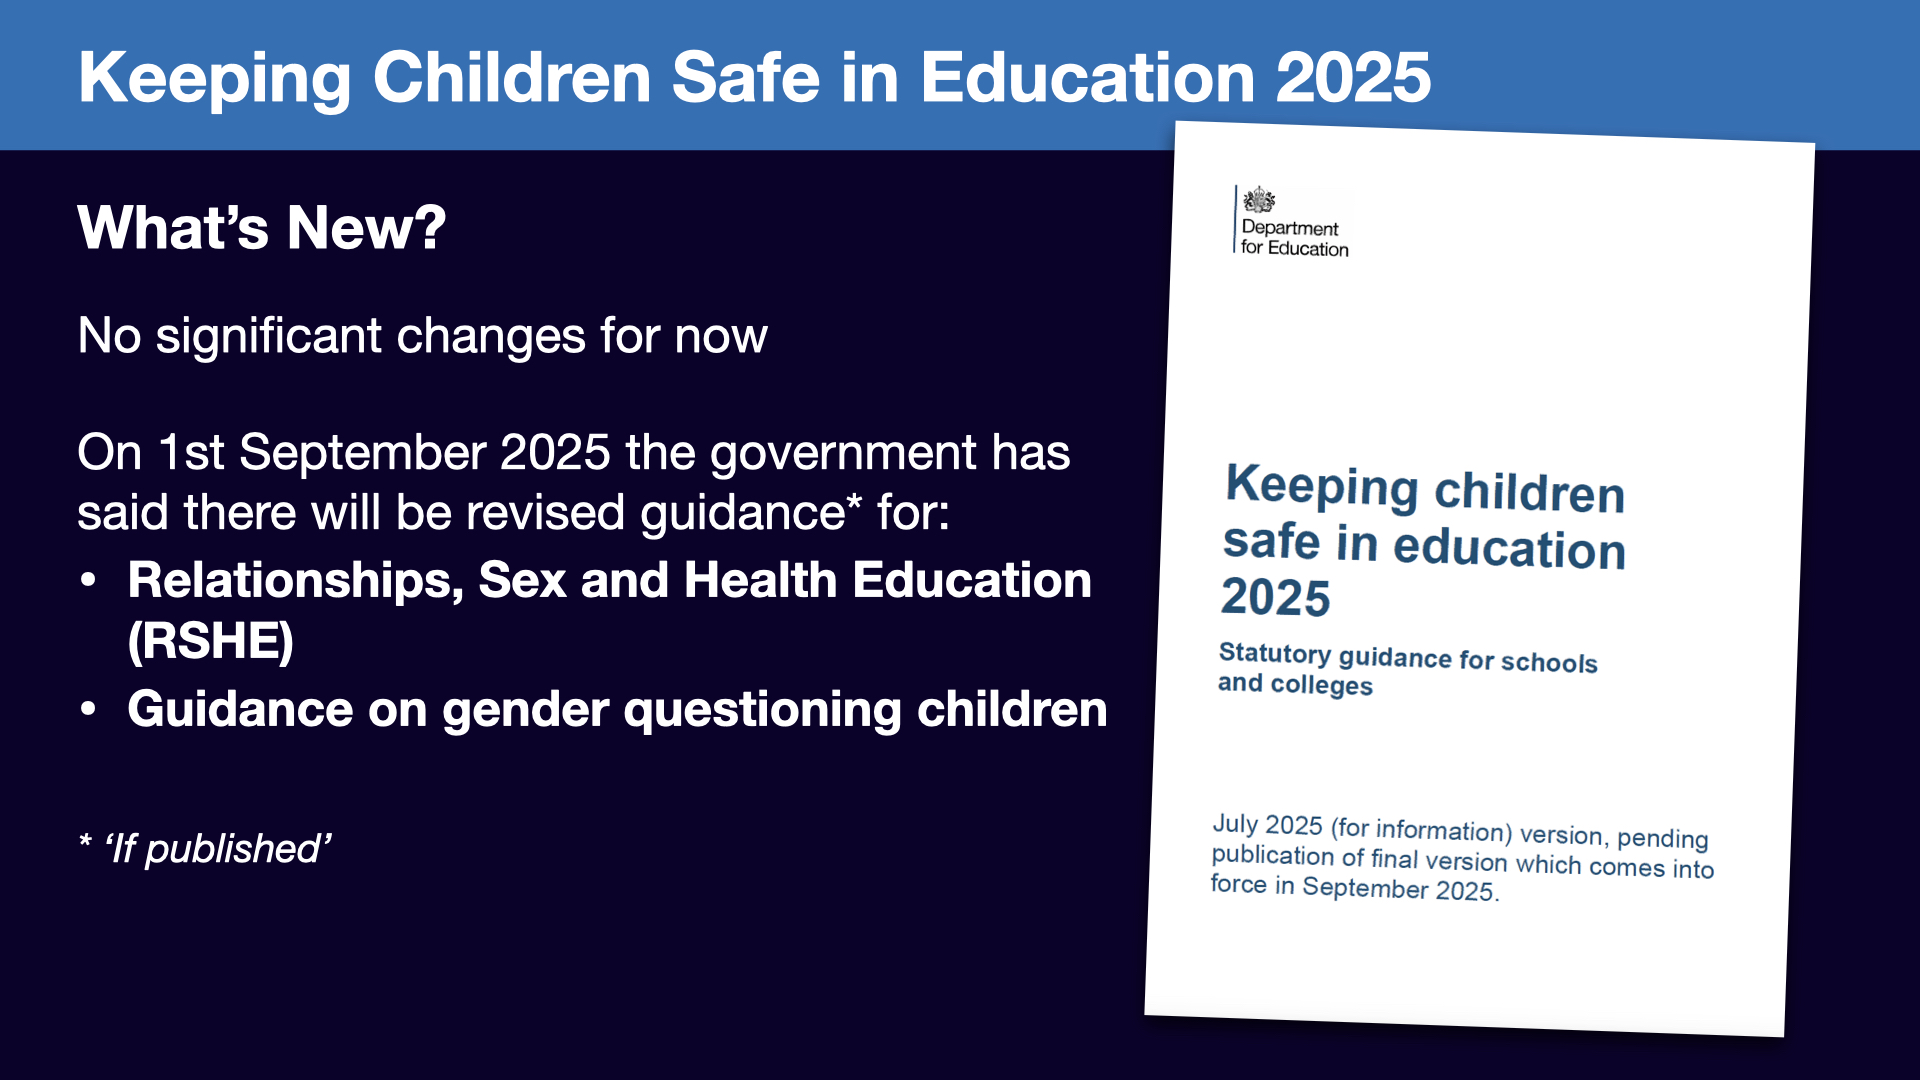 Keeping Children Safe in Education 2025
What’s New?
No significant changes for now
On 1st September 2025 the government has
said there will be revised guidance* for:
• Relationships, Sex and Health Education
(RSHE)
• Guidance on gender questioning children
* ‘If published’
Department
for Education
Keeping children
safe in education
2025
Statutory guidance for schools
and colleges
July 2025 (for information) version, pending
publication of final version which comes into
force in September 2025.